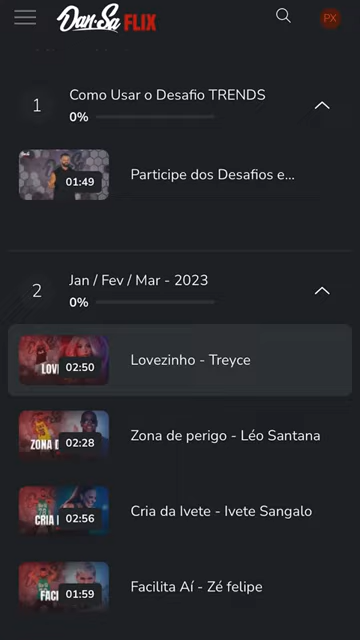 Dan-Sa FLIX
PX
1
Como Usar o Desafio TRENDS
0%
01:49
Participe dos Desafios e...
2
Jan / Fev / Mar - 2023
0%
LOV
02:50
Lovezinho - Treyce
ZONA D
02:28
Zona de perigo - Léo Santana
CRIA
02:56
Cria da Ivete - Ivete Sangalo
FACI
01:59
Facilita Aí - Zé felipe